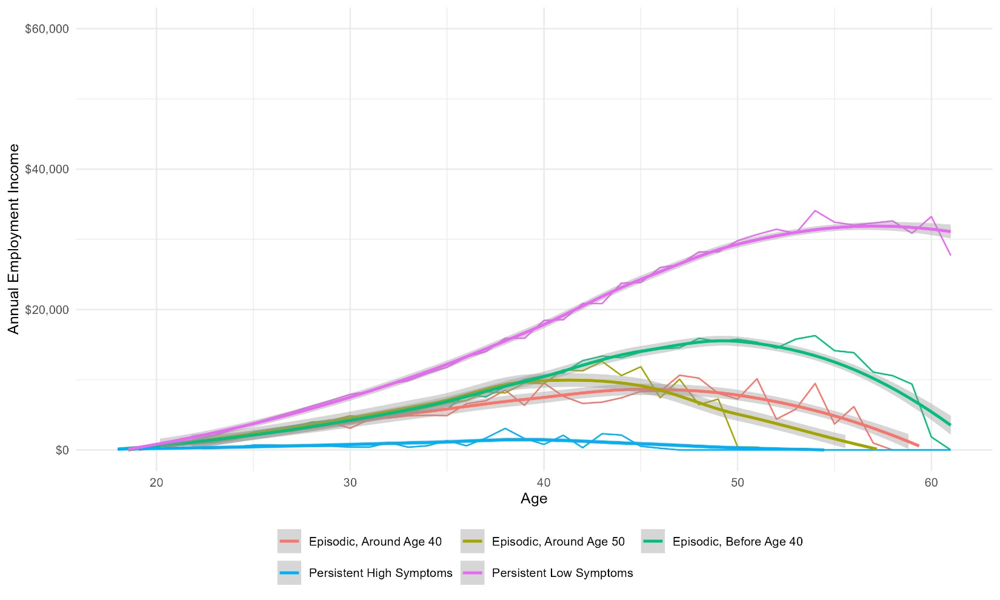 $60,000
$40,000
$20,000
$0
Annual Employment Income
20 30 40 50 60
Age
Episodic, Around Age 40 Episodic, Around Age 50 Episodic, Before Age 40
Persistent High Symptoms Persistent Low Symptoms